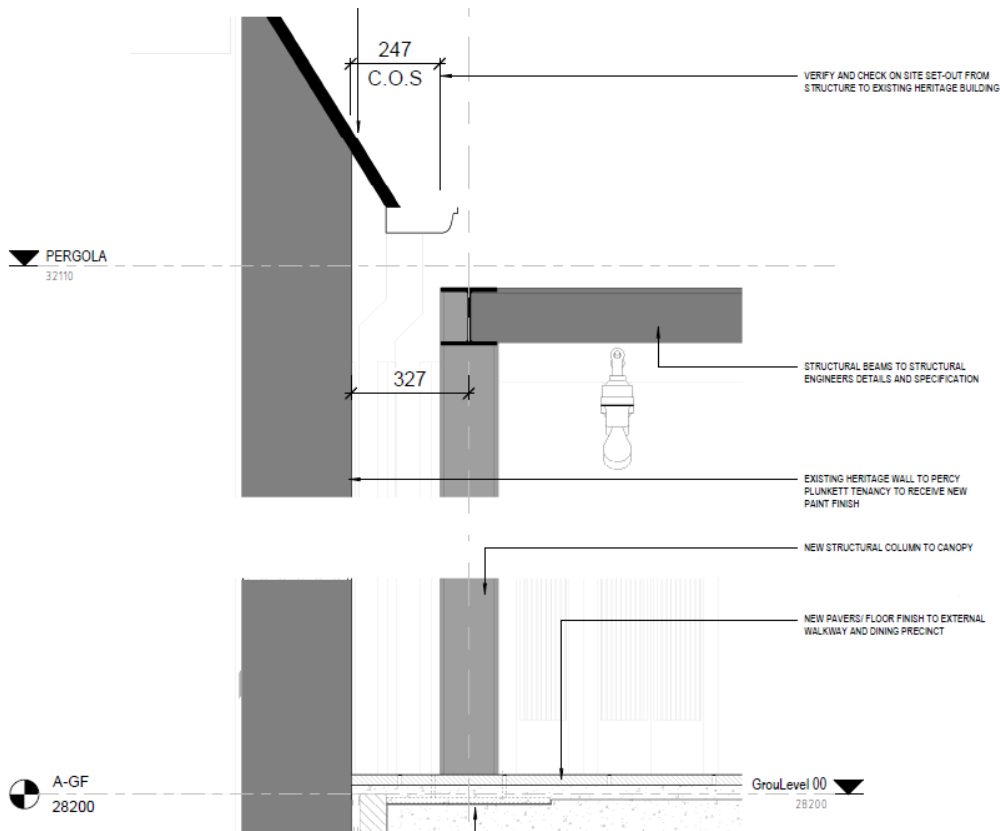 247
C.O.S
VERIFY AND CHECK ON SITE SET-OUT FROM
STRUCTURE TO EXISTING HERITAGE BUILDING
PERGOLA
32110
STRUCTURAL BEAMS TO STRUCTURAL
ENGINEERS DETAILS AND SPECIFICATION
327
EXISTING HERITAGE WALL TO PERCY
PLUNKETT TENANCY TO RECEIVE NEW
PAINT FINISH
NEW STRUCTURAL COLUMN TO CANOPY
NEW PAVERS/ FLOOR FINISH TO EXTERNAL
WALKWAY AND DINING PRECINCT
A-GF
28200
GrouLevel 00
28200